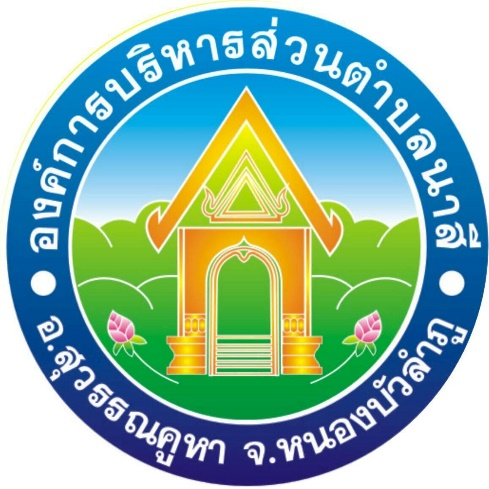 องค์การบริหารส่วนตำบลนาสี
อ.สุวรรณคูหา จ.หนองบัวลำภู